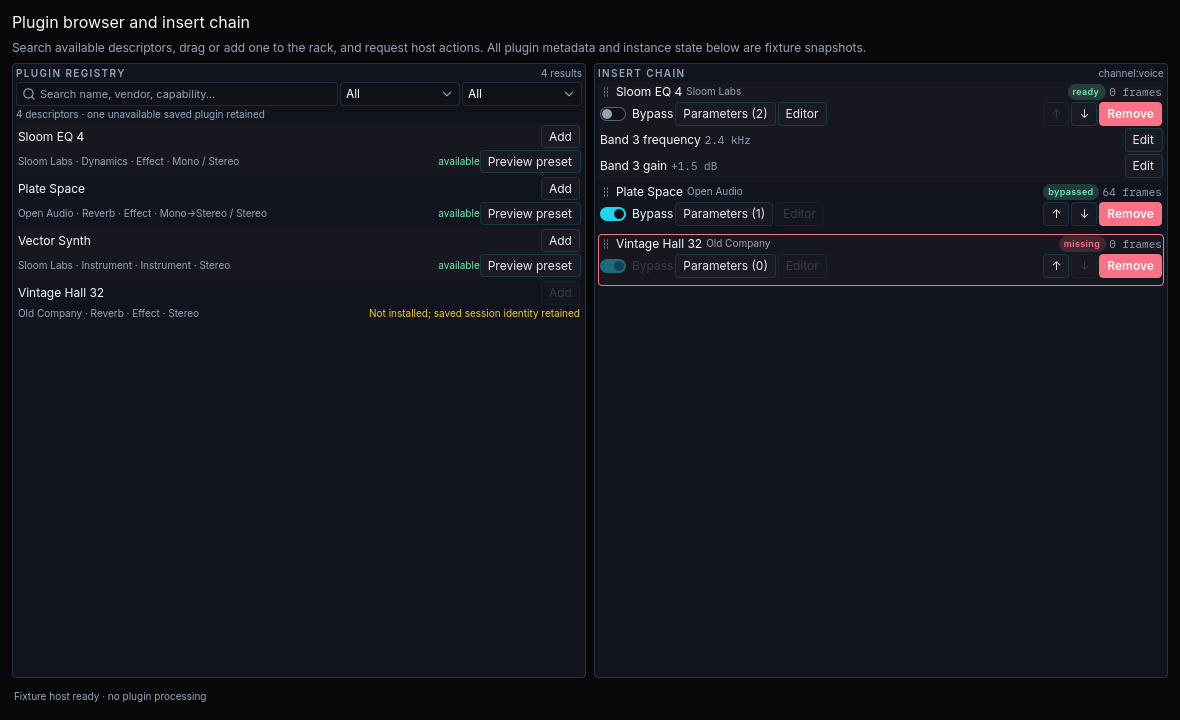 Plugin browser and insert chain
Search available descriptors, drag or add one to the rack, and request host actions. All plugin metadata and instance state below are fixture snapshots.
PLUGIN REGISTRY 4 results
Search name, vendor, capability... All All
4 descriptors · one unavailable saved plugin retained
Sloom EQ 4 Add
Sloom Labs · Dynamics · Effect · Mono / Stereo available Preview preset
Plate Space Add
Open Audio · Reverb · Effect · Mono→Stereo / Stereo available Preview preset
Vector Synth Add
Sloom Labs · Instrument · Instrument · Stereo available Preview preset
Vintage Hall 32 Add
Old Company · Reverb · Effect · Stereo Not installed; saved session identity retained
INSERT CHAIN channel:voice
Sloom EQ 4 Sloom Labs ready 0 frames
Bypass Parameters (2) Editor ↑ ↓ Remove
Band 3 frequency 2.4 kHz Edit
Band 3 gain +1.5 dB Edit
Plate Space Open Audio bypassed 64 frames
Bypass Parameters (1) Editor ↑ ↓ Remove
Vintage Hall 32 Old Company missing 0 frames
Bypass Parameters (0) Editor ↑ ↓ Remove
Fixture host ready · no plugin processing